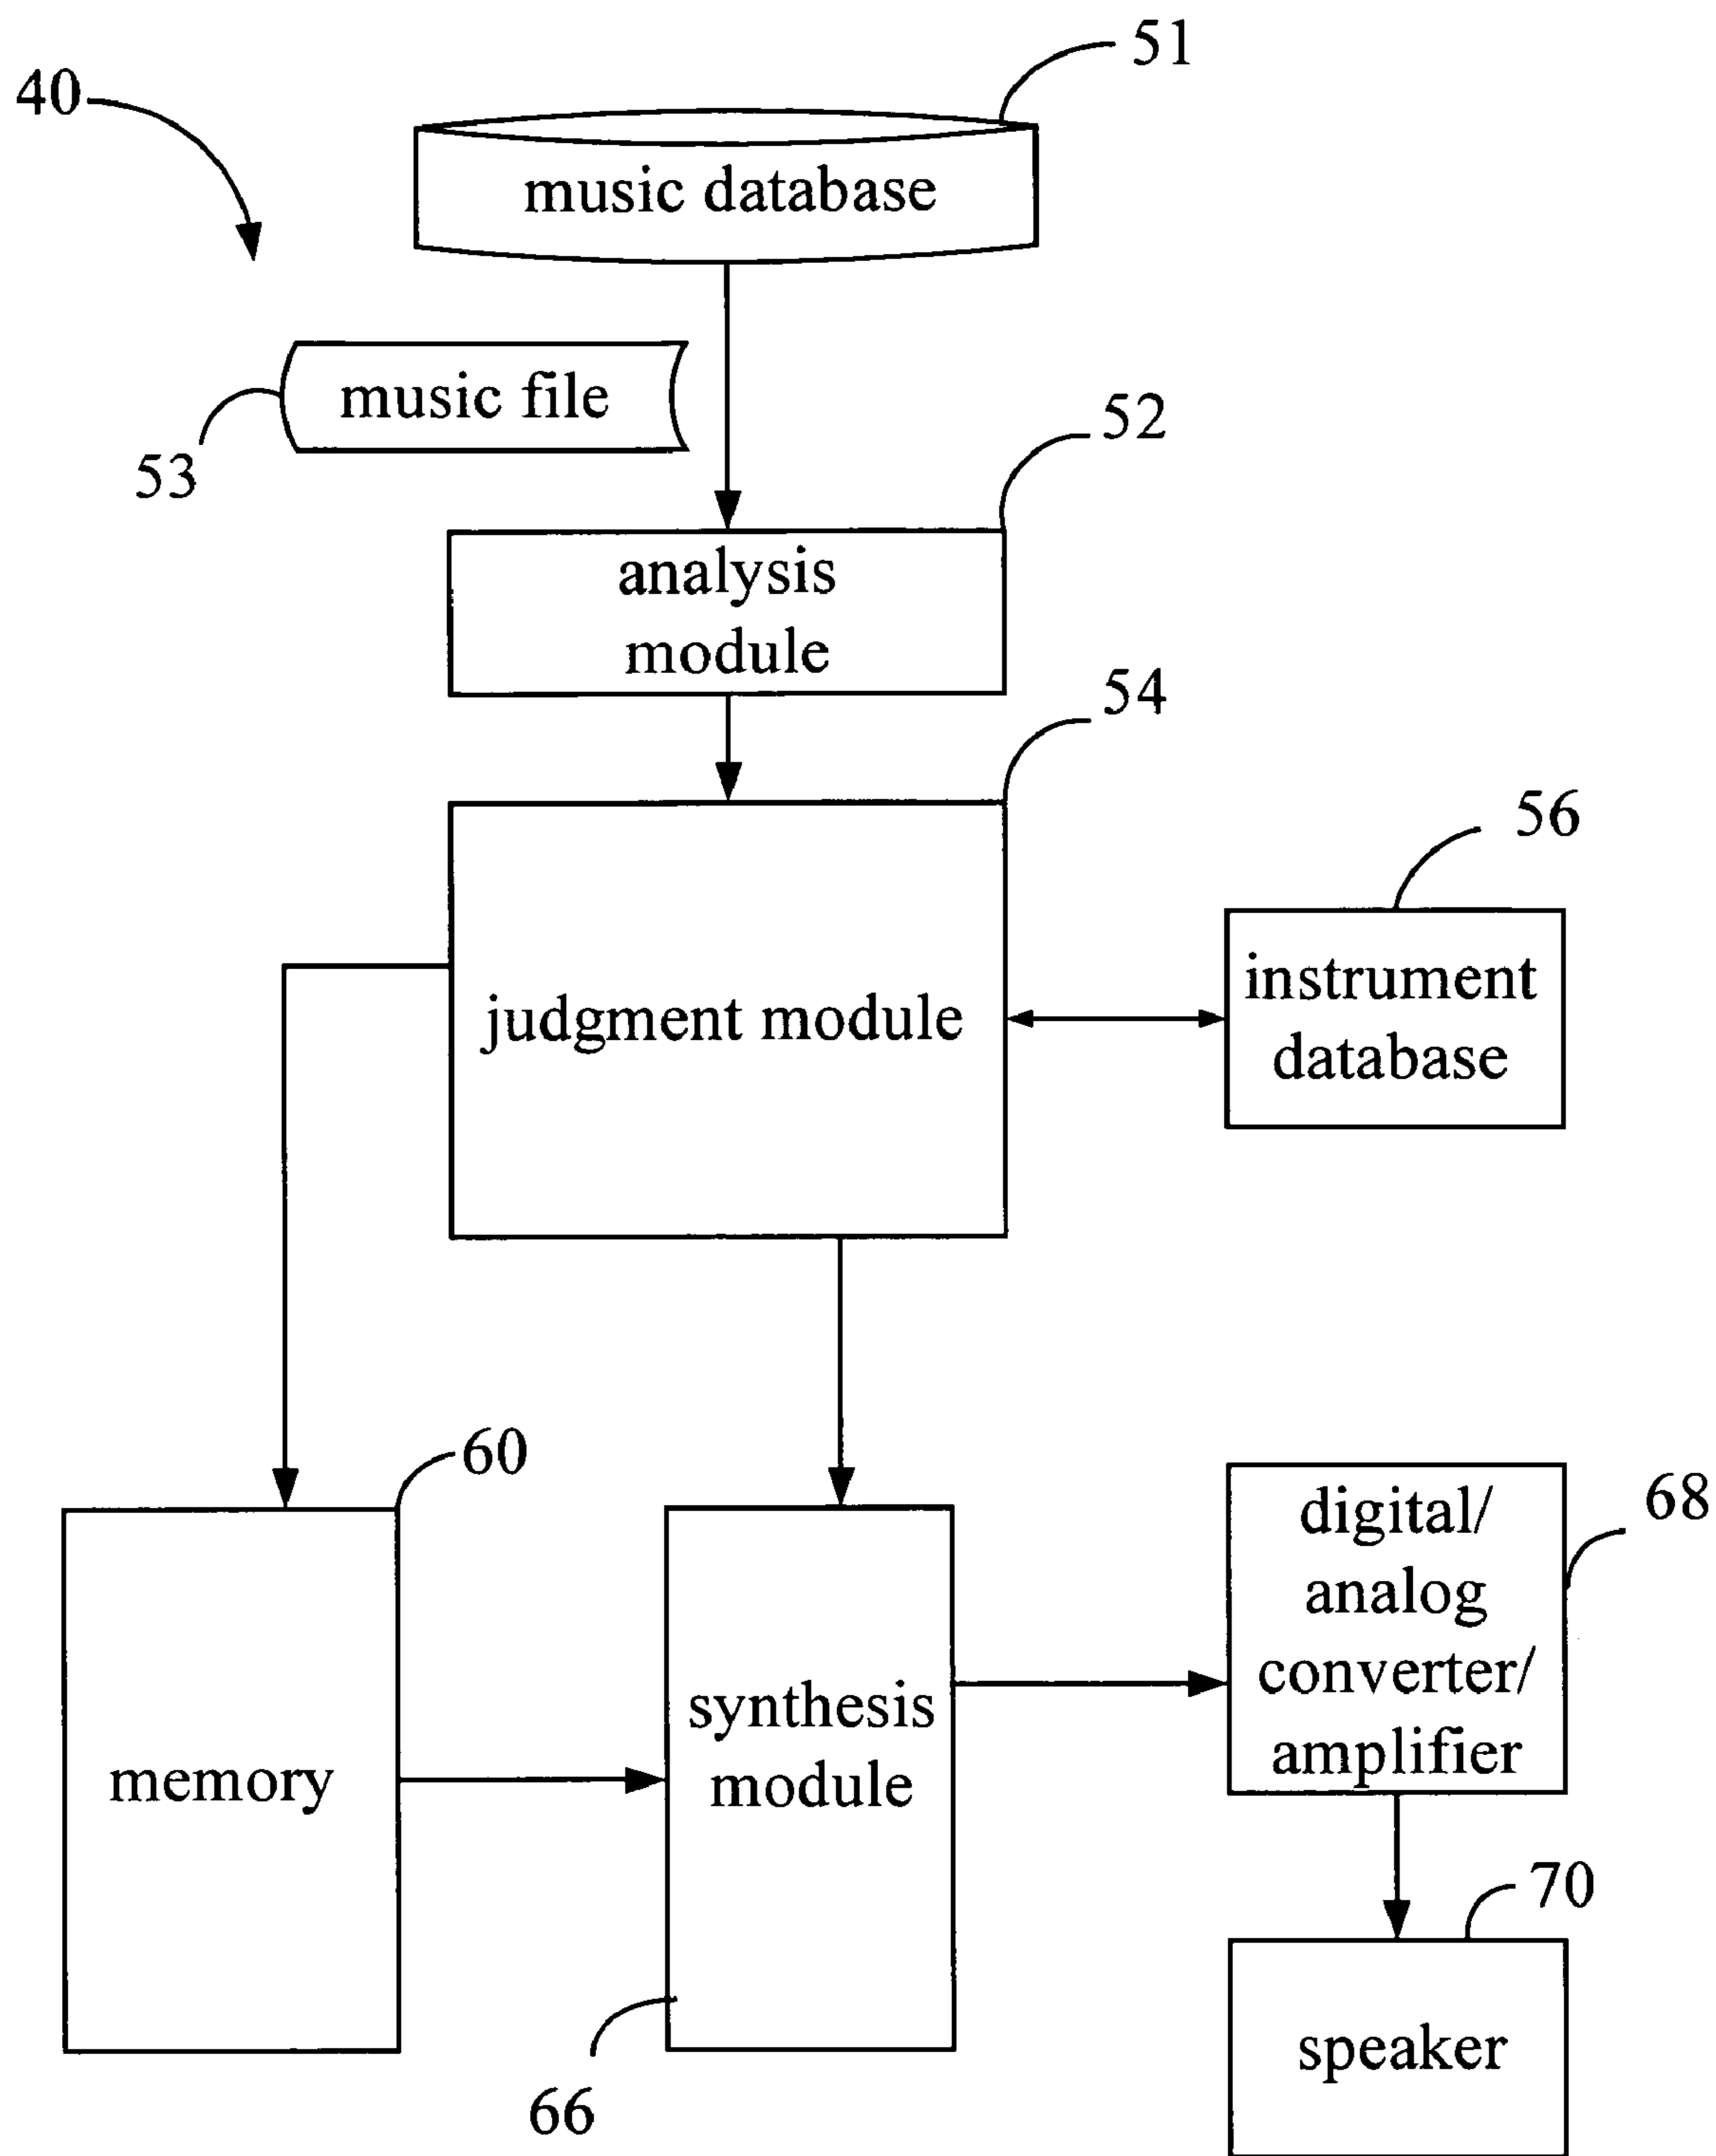 51
40
music database
music file
53
52
analysis
module
54
56
judgment module
instrument
database
60
68
digital/
analog
converter/
amplifier
memory
synthesis
module
66
70
speaker